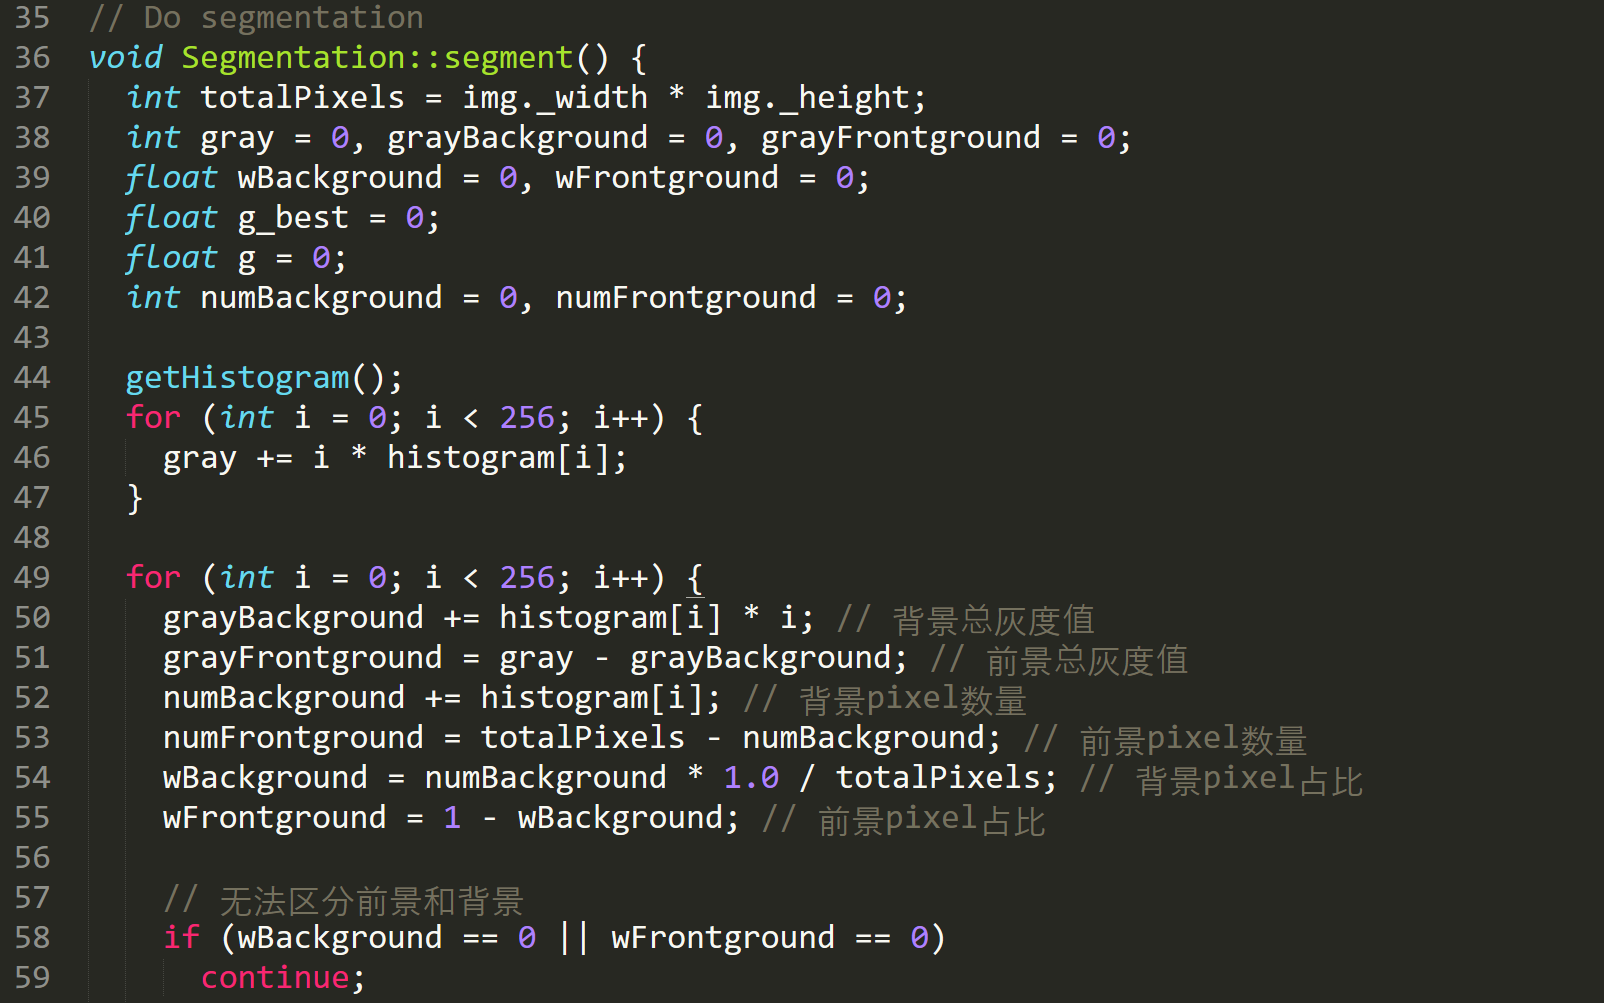 35 // Do segmentation
36 void Segmentation::segment() {
37 int totalPixels = img._width * img._height;
38 int gray = 0, grayBackground = 0, grayFrontground = 0;
39 float wBackground = 0, wFrontground = 0;
40 float g_best = 0;
41 float g = 0;
42 int numBackground = 0, numFrontground = 0;
43
44 getHistogram();
45 for (int i = 0; i < 256; i++) {
46 gray += i * histogram[i];
47 }
48
49 for (int i = 0; i < 256; i++) {
50 grayBackground += histogram[i] * i; // 背景总灰度值
51 grayFrontground = gray - grayBackground; // 前景总灰度值
52 numBackground += histogram[i]; // 背景pixel数量
53 numFrontground = totalPixels - numBackground; // 前景pixel数量
54 wBackground = numBackground * 1.0 / totalPixels; // 背景pixel占比
55 wFrontground = 1 - wBackground; // 前景pixel占比
56
57 // 无法区分前景和背景
58 if (wBackground == 0 || wFrontground == 0)
59 continue;